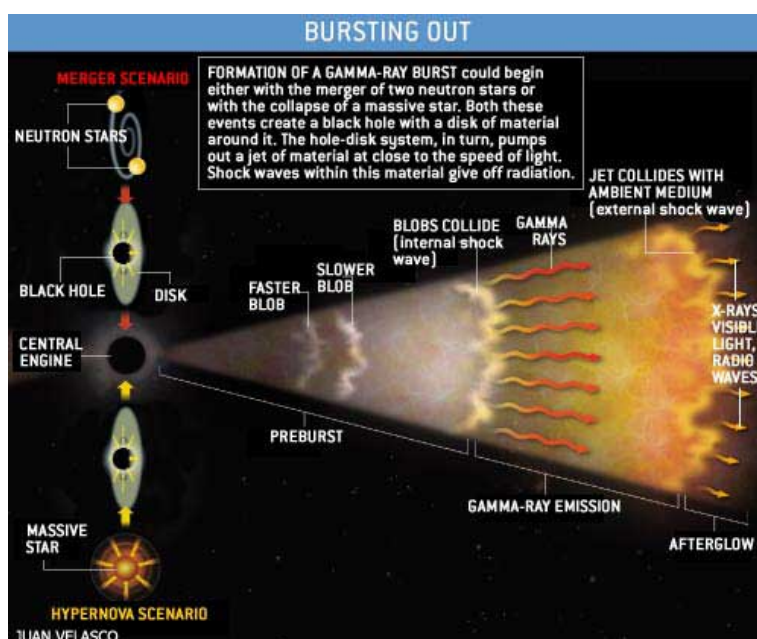 BURSTING OUT
MERGER SCENARIO
NEUTRON STARS
FORMATION OF A GAMMA-RAY BURST could begin
either with the merger of two neutron stars or
with the collapse of a massive star. Both these
events create a black hole with a disk of material
around it. The hole-disk system, in turn, pumps
out a jet of material at close to the speed of light.
Shock waves within this material give off radiation.
BLACK HOLE
DISK
CENTRAL
ENGINE
FASTER
BLOB
SLOWER
BLOB
BLOBS COLLIDE
(internal shock
wave)
GAMMA
RAYS
JET COLLIDES WITH
AMBIENT MEDIUM
(external shock wave)
X-RAYS
VISIBL
LIGHT,
RADIO
WAVES
PREBURST
GAMMA-RAY EMISSION
AFTERGLOW
MASSIVE
STAR
HYPERNOVA SCENARIO
JUAN VELASCO